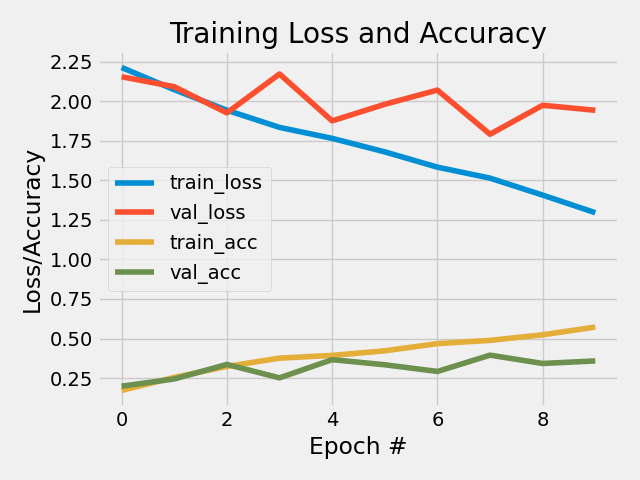 Training Loss and Accuracy
Loss/Accuracy
2.25
2.00
1.75
1.50
1.25
1.00
0.75
0.50
0.25
train_loss
val_loss
train_acc
val_acc
0 2 4 6 8
Epoch #